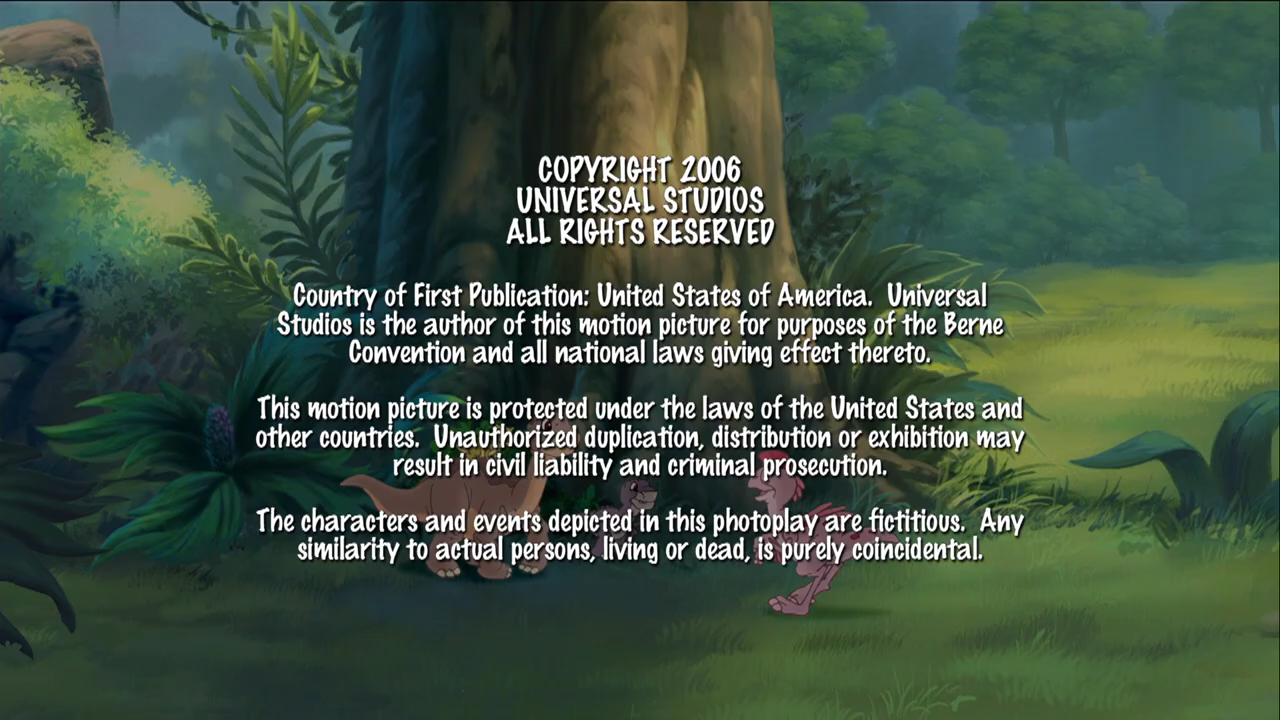 COPYRIGHT 2006
UNIVERSAL STUDIOS
ALL RIGHTS RESERVED
Country of First Publication: United States of America.  Universal
Studios is the author of this motion picture for purposes of the Berne
Convention and all national laws giving effect thereto.
This motion picture is protected under the laws of the United States and
other countries.  Unauthorized duplication, distribution or exhibition may
result in civil liability and criminal prosecution.
The characters and events depicted in this photoplay are fictitious.  Any
similarity to actual persons, living or dead, is purely coincidental.